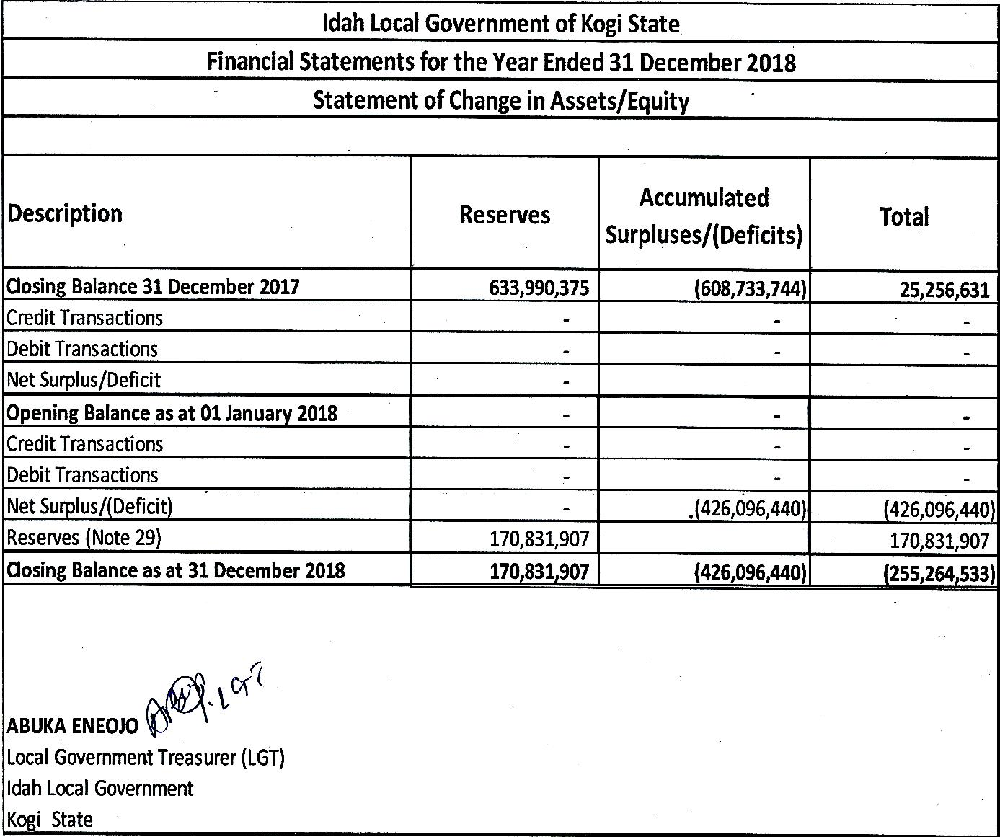 Idah Local Government of Kogi State
Financial Statements for the Year Ended 31 December 2018
Statement of Change in Assets/Equity
Description Reserves Accumulated Surpluses/(Deficits) Total
Closing Balance 31 December 2017 633,990,375 (608,733,744) 25,256,631
Credit Transactions - - -
Debit Transactions - - -
Net Surplus/Deficit -
Opening Balance as at 01 January 2018 - - -
Credit Transactions - - -
Debit Transactions - - -
Net Surplus/(Deficit) - (426,096,440) (426,096,440)
Reserves (Note 29) 170,831,907 170,831,907
Closing Balance as at 31 December 2018 170,831,907 (426,096,440) (255,264,533)
LGT
ABUKA ENEOJO
Local Government Treasurer (LGT)
Idah Local Government
Kogi State